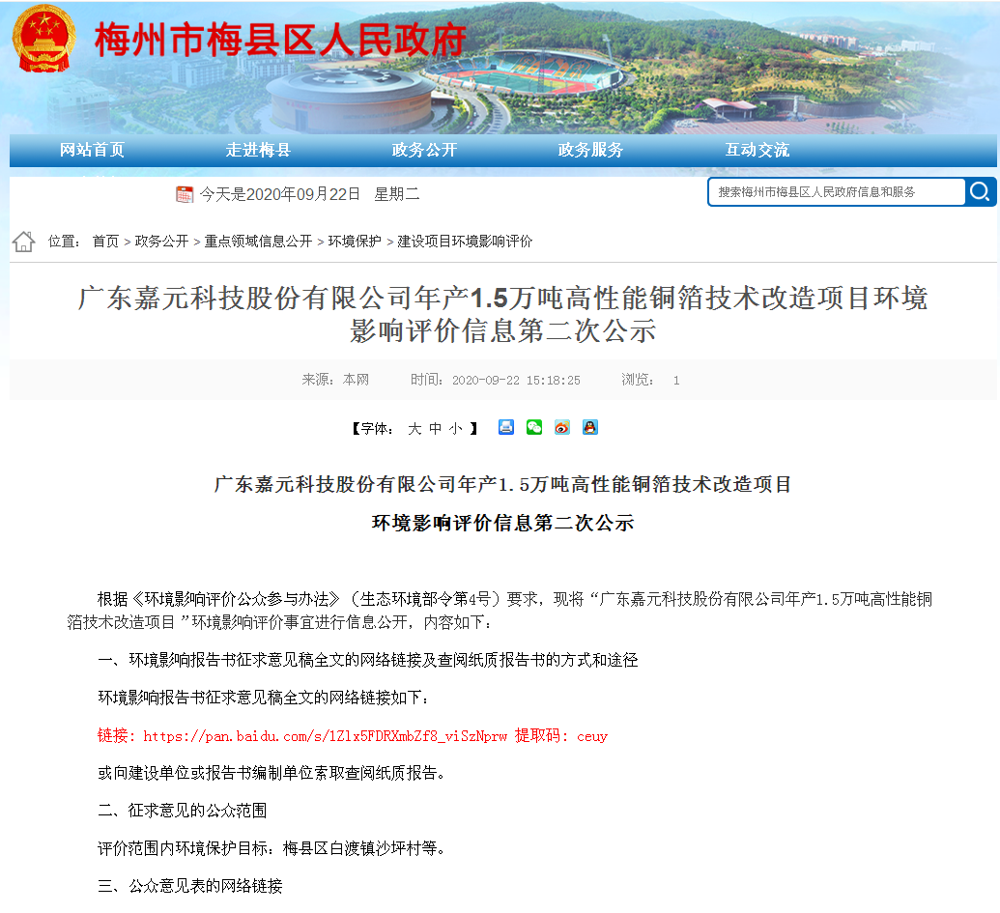 梅州市梅县区人民政府
网站首页 走进梅县 政务公开 政务服务 互动交流
今天是2020年09月22日 星期二
搜索梅州市梅县区人民政府信息和服务
位置： 首页 > 政务公开 > 重点领域信息公开 > 环境保护 > 建设项目环境影响评价
广东嘉元科技股份有限公司年产1.5万吨高性能铜箔技术改造项目环境
影响评价信息第二次公示
来源：本网 时间：2020-09-22 15:18:25 浏览： 1
【字体： 大 中 小 】
广东嘉元科技股份有限公司年产1.5万吨高性能铜箔技术改造项目
环境影响评价信息第二次公示
根据《环境影响评价公众参与办法》（生态环境部令第4号）要求，现将“广东嘉元科技股份有限公司年产1.5万吨高性能铜
箔技术改造项目 ”环境影响评价事宜进行信息公开，内容如下：
一、环境影响报告书征求意见稿全文的网络链接及查阅纸质报告书的方式和途径
环境影响报告书征求意见稿全文的网络链接如下：
链接: https://pan.baidu.com/s/1Zlx5FDRXmbZf8_viSzNprw 提取码: ceuy
或向建设单位或报告书编制单位索取查阅纸质报告。
二、征求意见的公众范围
评价范围内环境保护目标：梅县区白渡镇沙坪村等。
三、公众意见表的网络链接